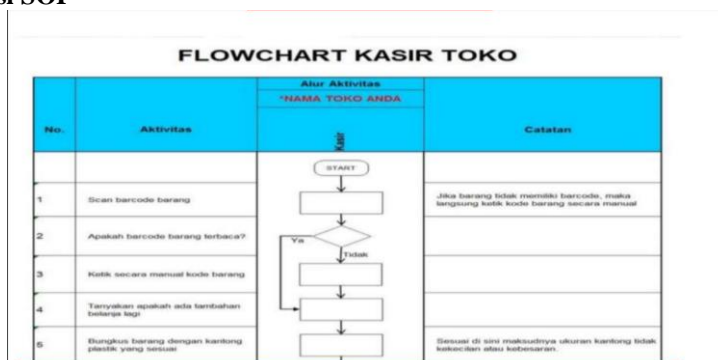 FLOWCHART KASIR TOKO
Alur Aktivitas
*NAMA TOKO ANDA
No.
Aktivitas
Kasir
Catatan
START
1
Scan barcode barang
Jika barang tidak memiliki barcode, maka
langsung ketik kode barang secara manual
2
Apakah barcode barang terbaca?
Ya
Tidak
3
Ketik secara manual kode barang
4
Tanyakan apakah ada tambahan
belanja lagi
5
Bungkus barang dengan kantong
plastik yang sesuai
Sesuai di sini maksudnya ukuran kantong tidak
kekecilan atau kebesaran.